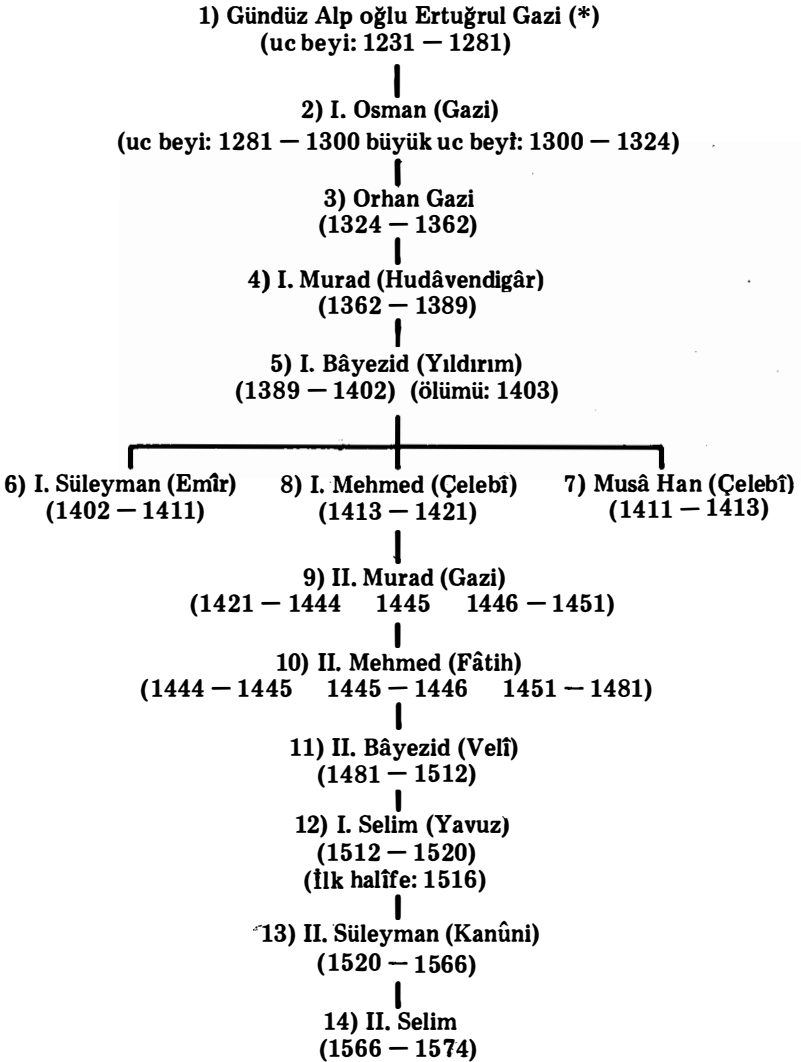 1) Gündüz Alp oğlu Ertuğrul Gazi (*)
(uc beyi: 1231 — 1281)
2) I. Osman (Gazi)
(uc beyi: 1281 — 1300 büyük uc beyi: 1300 — 1324)
3) Orhan Gazi
(1324 — 1362)
4) I. Murad (Hudâvendigâr)
(1362 — 1389)
5) I. Bâyezid (Yıldırım)
(1389 — 1402) (ölümü: 1403)
6) I. Süleyman (Emîr) 8) I. Mehmed (Çelebî) 7) Musâ Han (Çelebî)
(1402 — 1411) (1413 — 1421) (1411 — 1413)
9) II. Murad (Gazi)
(1421 — 1444 1445 1446 — 1451)
10) II. Mehmed (Fâtih)
(1444 — 1445 1445 — 1446 1451 — 1481)
11) II. Bâyezid (Velî)
(1481 — 1512)
12) I. Selim (Yavuz)
(1512 — 1520)
(İlk halîfe: 1516)
13) II. Süleyman (Kanûni)
(1520 — 1566)
14) II. Selim
(1566 — 1574)